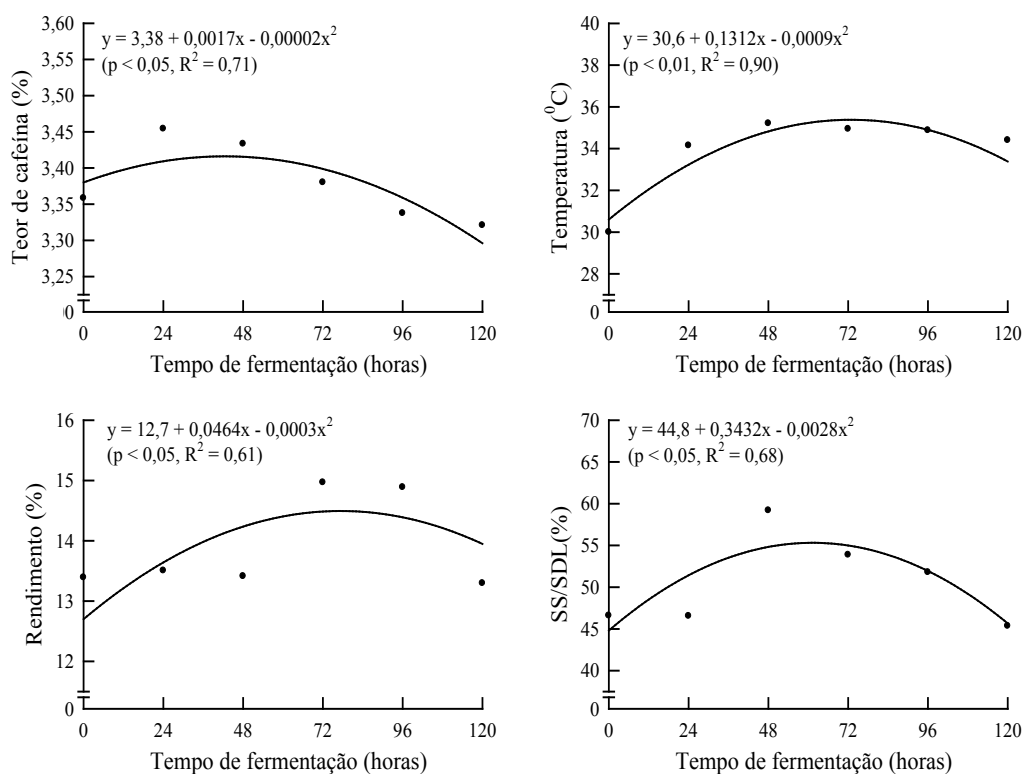 3,60
3,55
3,50
3,45
3,40
3,35
3,30
3,25
0
Teor de cafeína (%)
y = 3,38 + 0,0017x - 0,00002x²
(p < 0,05, R² = 0,71)
0 24 48 72 96 120
Tempo de fermentação (horas)
40
38
36
34
32
30
28
0
Temperatura (⁰C)
y = 30,6 + 0,1312x - 0,0009x²
(p < 0,01, R² = 0,90)
0 24 48 72 96 120
Tempo de fermentação (horas)
16
15
14
13
12
0
Rendimento (%)
y = 12,7 + 0,0464x - 0,0003x²
(p < 0,05, R² = 0,61)
0 24 48 72 96 120
Tempo de fermentação (horas)
70
65
60
55
50
45
40
0
SS/SDL(%)
y = 44,8 + 0,3432x - 0,0028x²
(p < 0,05, R² = 0,68)
0 24 48 72 96 120
Tempo de fermentação (horas)